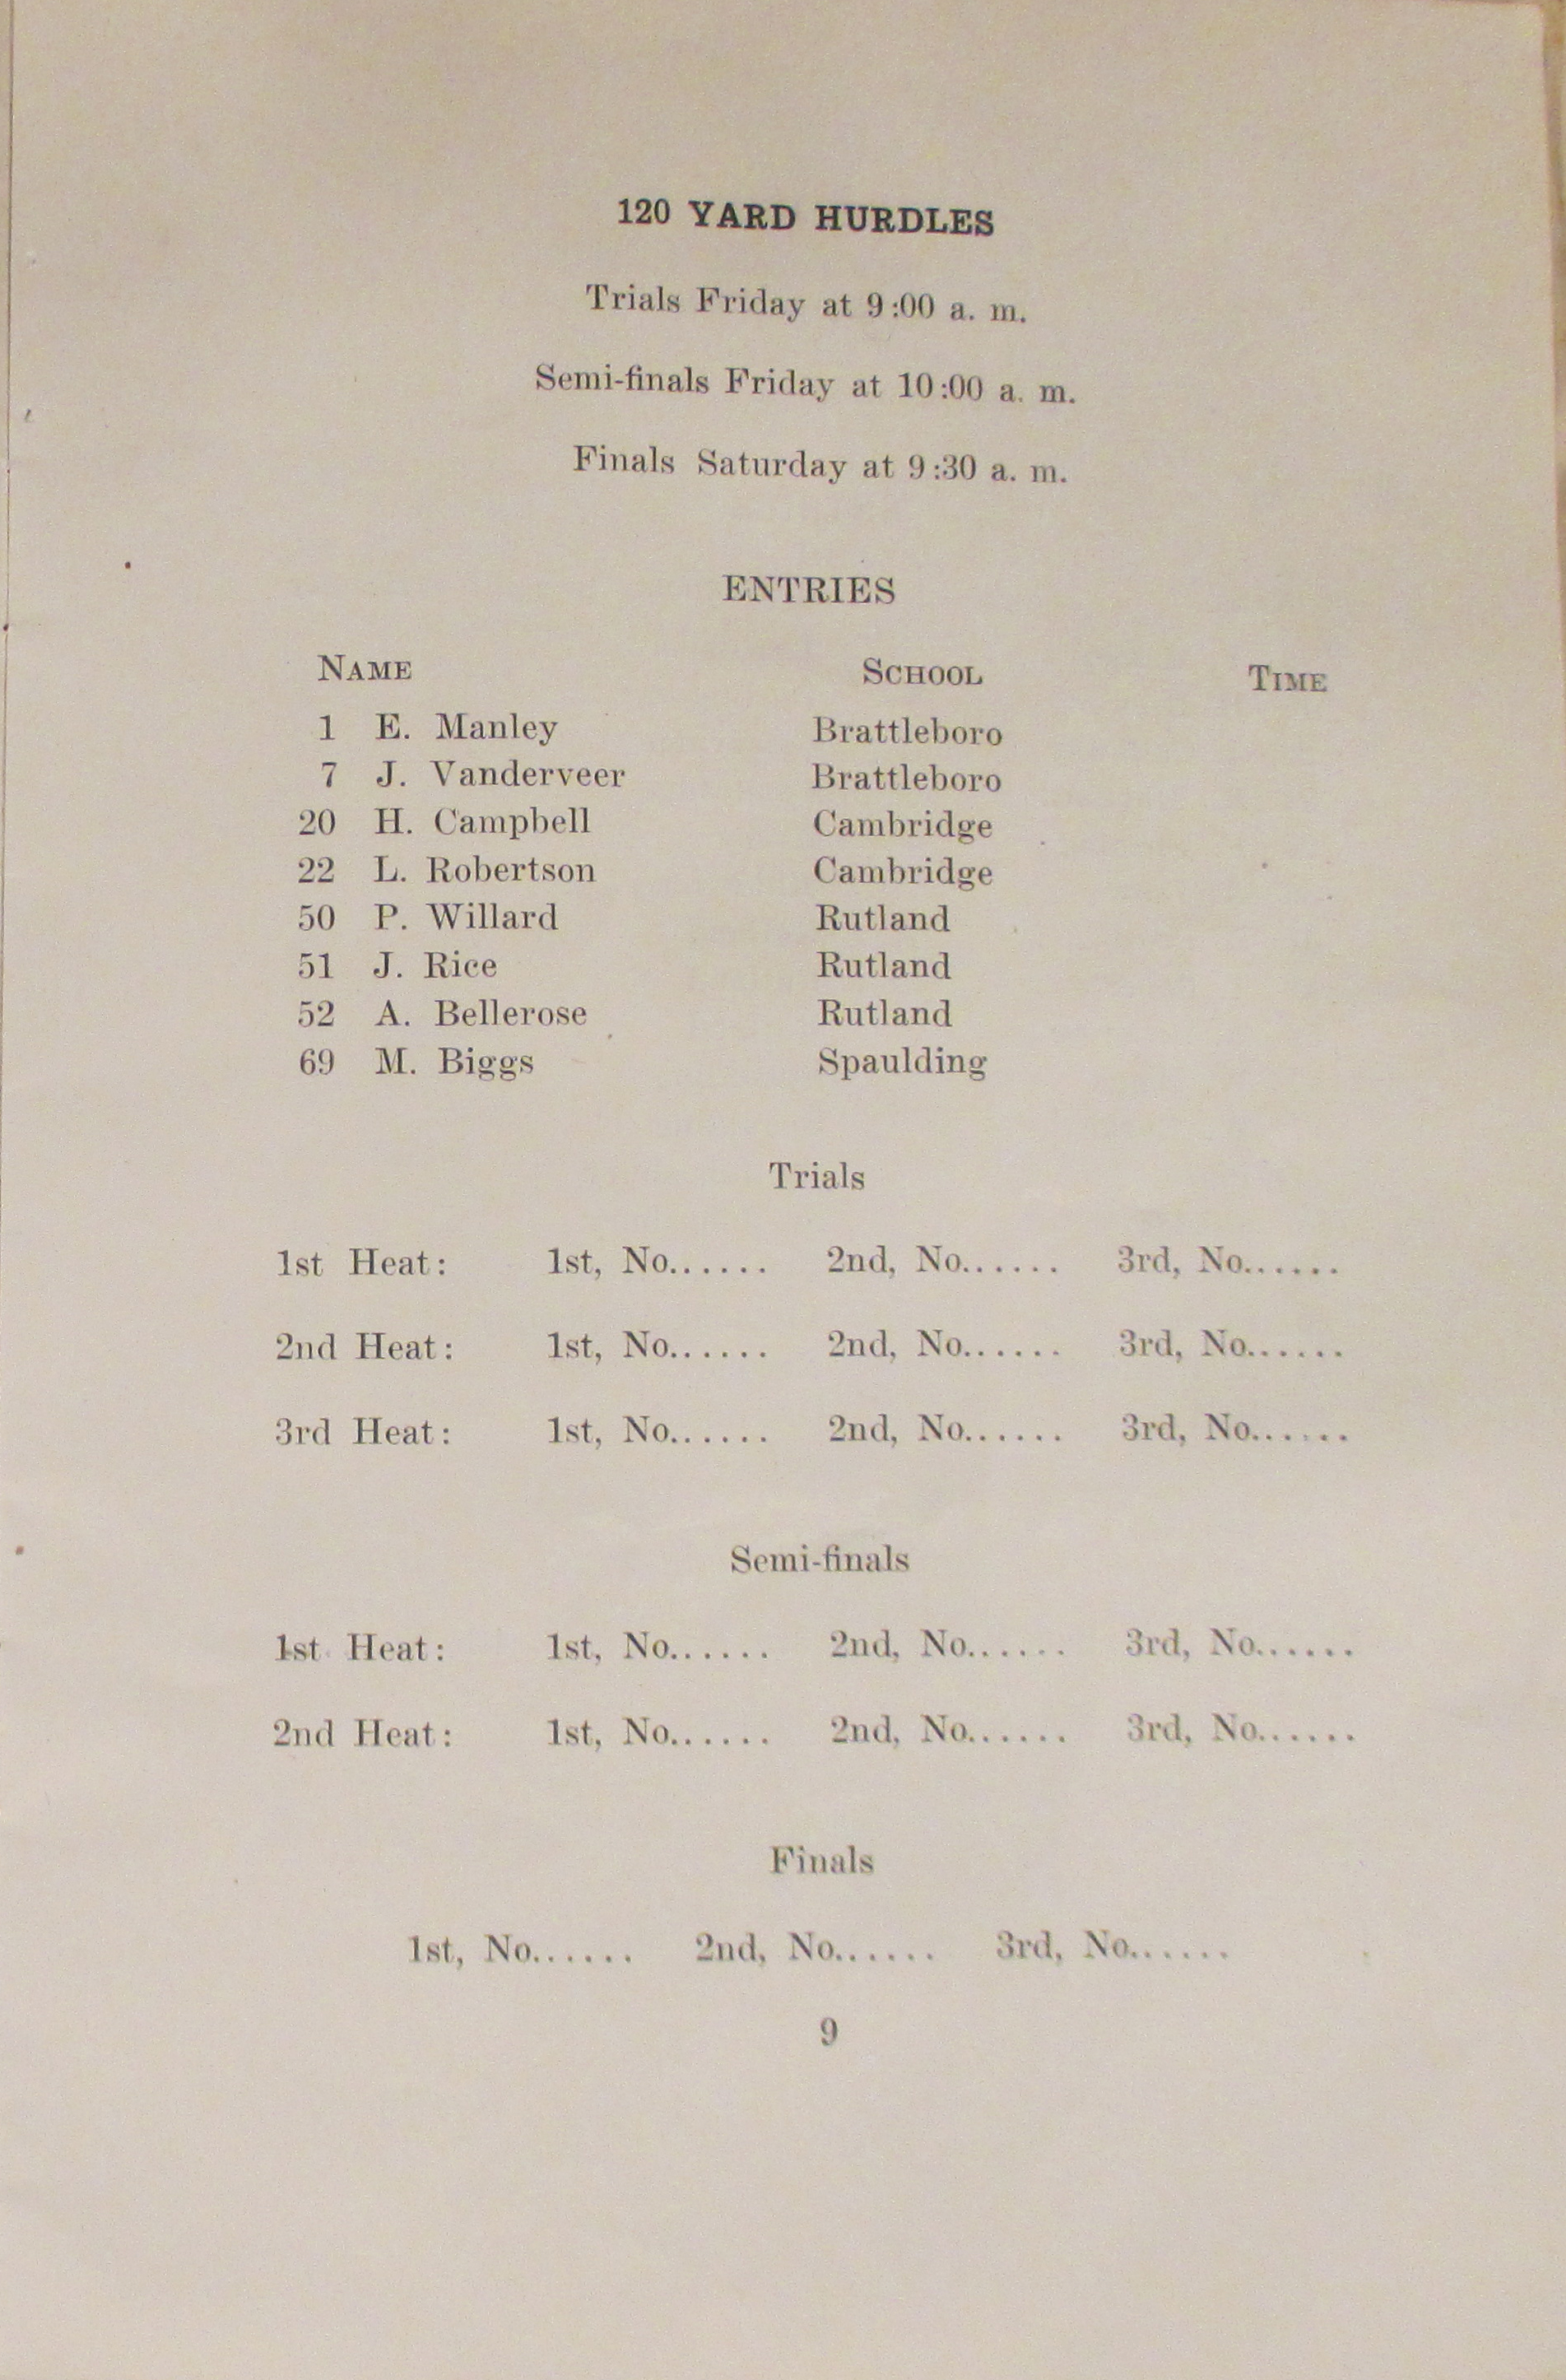 120 YARD HURDLES
Trials Friday at 9:00 a. m.
Semi-finals Friday at 10:00 a. m.
Finals Saturday at 9:30 a. m.
ENTRIES
NAME SCHOOL TIME
1 E. Manley Brattleboro
7 J. Vanderveer Brattleboro
20 H. Campbell Cambridge
22 L. Robertson Cambridge
50 P. Willard Rutland
51 J. Rice Rutland
52 A. Bellerose Rutland
69 M. Biggs Spaulding
Trials
1st Heat: 1st, No...... 2nd, No...... 3rd, No......
2nd Heat: 1st, No...... 2nd, No...... 3rd, No......
3rd Heat: 1st, No...... 2nd, No...... 3rd, No......
Semi-finals
1st Heat: 1st, No...... 2nd, No...... 3rd, No......
2nd Heat: 1st, No...... 2nd, No...... 3rd, No......
Finals
1st, No...... 2nd, No...... 3rd, No......
9